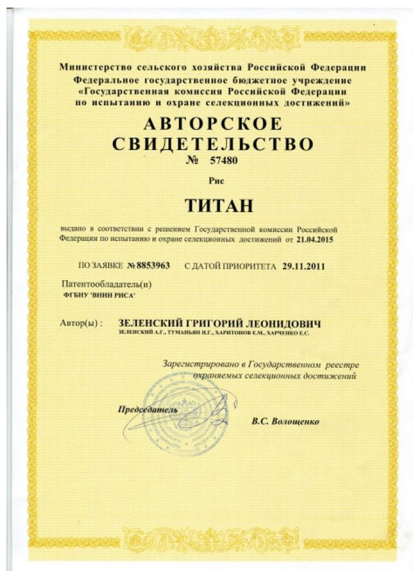 Министерство сельского хозяйства Российской Федерации
Федеральное государственное бюджетное учреждение
«Государственная комиссия Российской Федерации
по испытанию и охране селекционных достижений»
АВТОРСКОЕ
СВИДЕТЕЛЬСТВО
№ 57480
Рис
ТИТАН
выдано в соответствии с решением Государственной комиссии Российской
Федерации по испытанию и охране селекционных достижений от 21.04.2015
ПО ЗАЯВКЕ №8853963 С ДАТОЙ ПРИОРИТЕТА 29.11.2011
Патентообладатель(и)
ФГБНУ 'ВНИИ РИСА'
Автор(ы) : ЗЕЛЕНСКИЙ ГРИГОРИЙ ЛЕОНИДОВИЧ
ЗЕЛЕНСКИЙ А.Г., ТУМАНЬЯН Н.Г., ХАРИТОНОВ Е.М., ХАРЧЕНКО Е.С.
Зарегистрировано в Государственном реестре
охраняемых селекционных достижений
Председатель
В.С. Волощенко